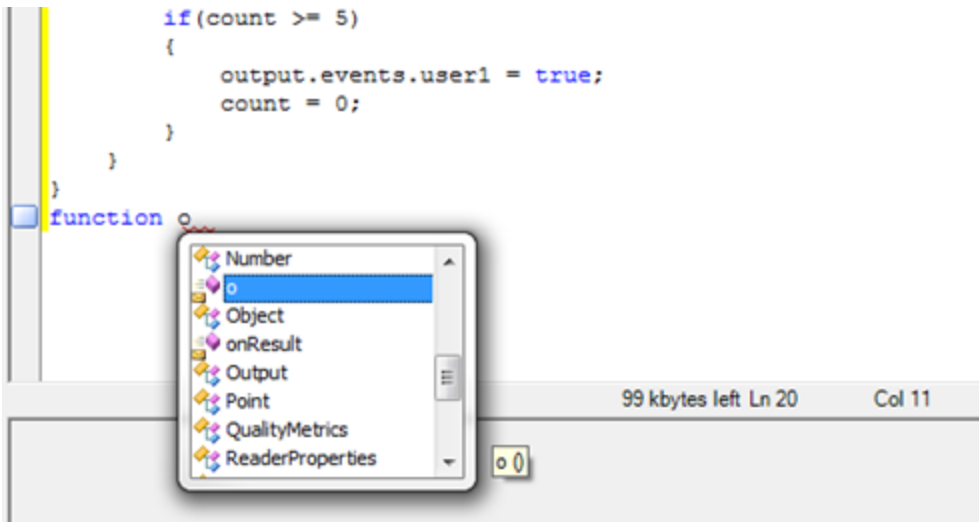 if(count >= 5)
{
output.events.user1 = true;
count = 0;
}
}
}
function o
Number
o
Object
onResult
Output
Point
QualityMetrics
ReaderProperties
99 kbytes left Ln 20 Col 11
o ()